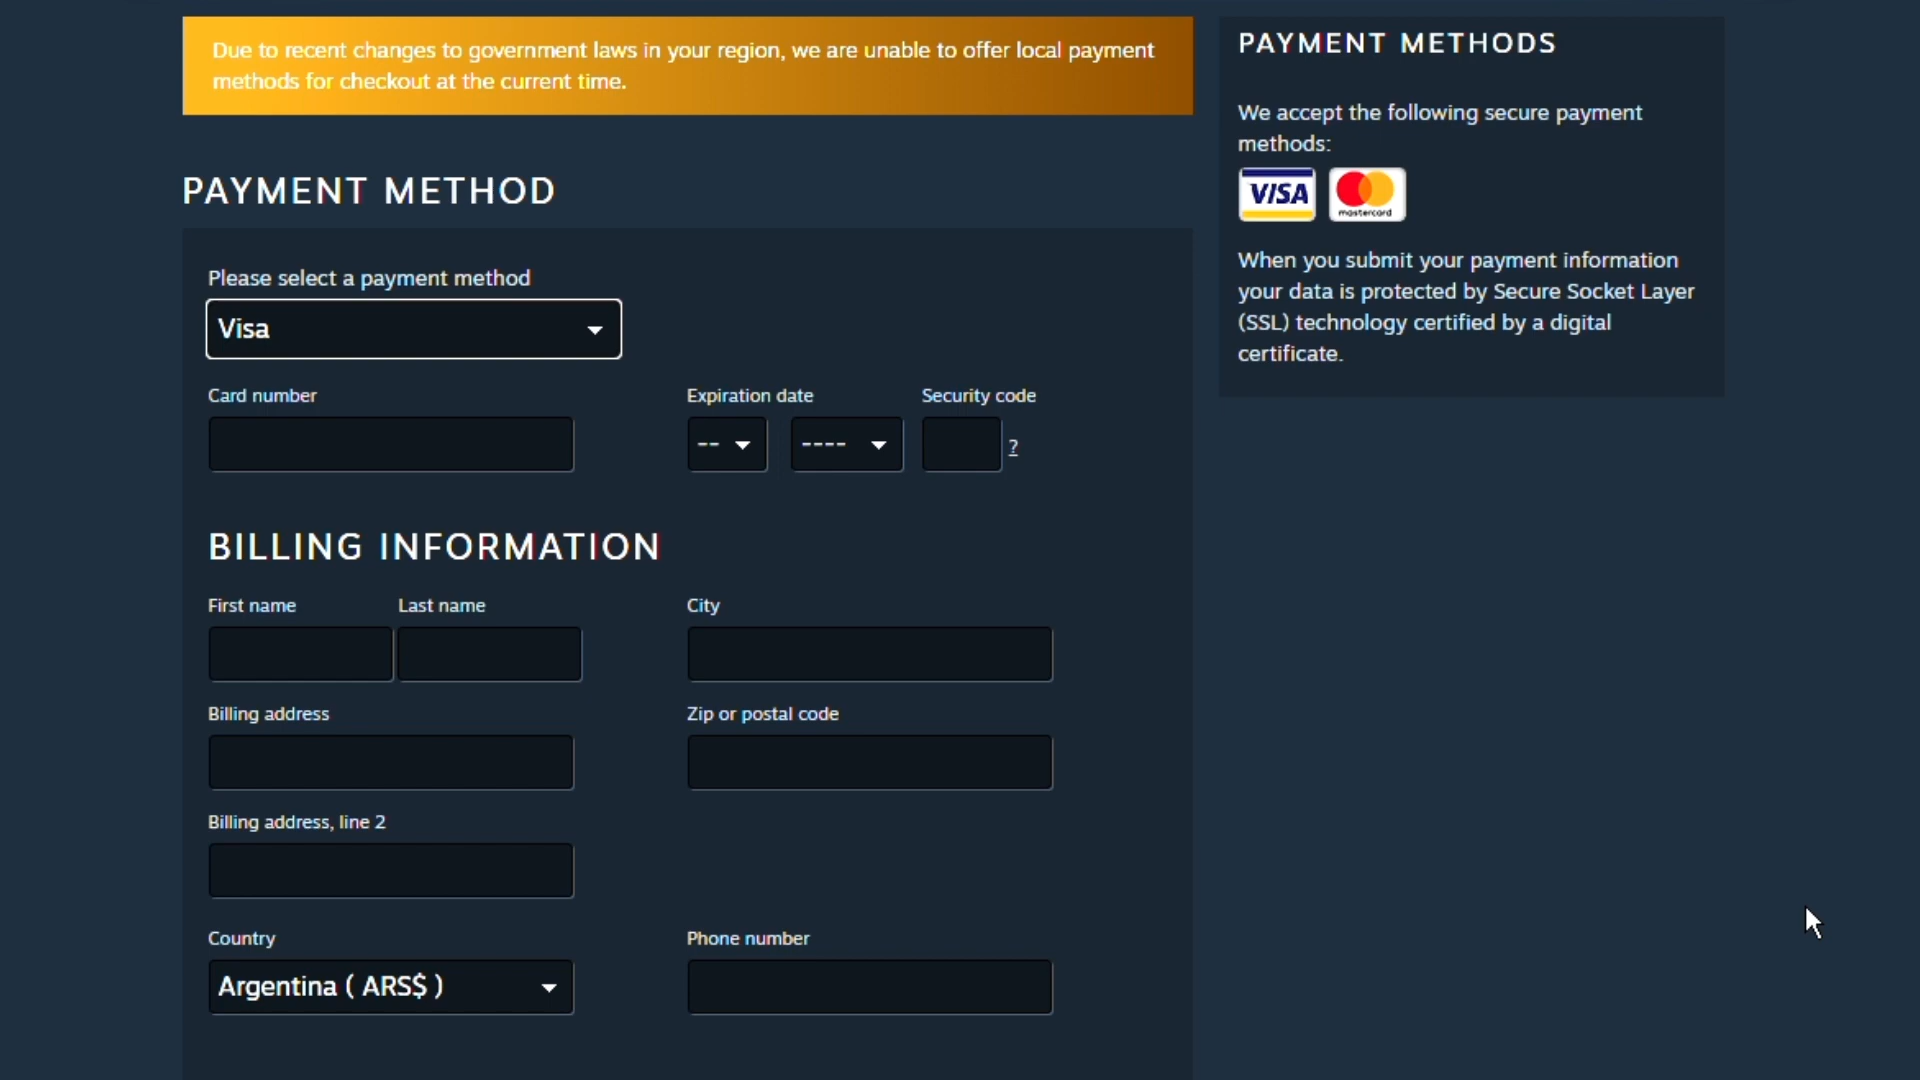 Due to recent changes to government laws in your region, we are unable to offer local payment
methods for checkout at the current time.
PAYMENT METHOD
Please select a payment method
Visa
Card number
Expiration date
Security code
--
----
?
BILLING INFORMATION
First name
Last name
City
Billing address
Zip or postal code
Billing address, line 2
Country
Phone number
Argentina ( ARS$ )
PAYMENT METHODS
We accept the following secure payment
methods:
VISA
mastercard
When you submit your payment information
your data is protected by Secure Socket Layer
(SSL) technology certified by a digital
certificate.